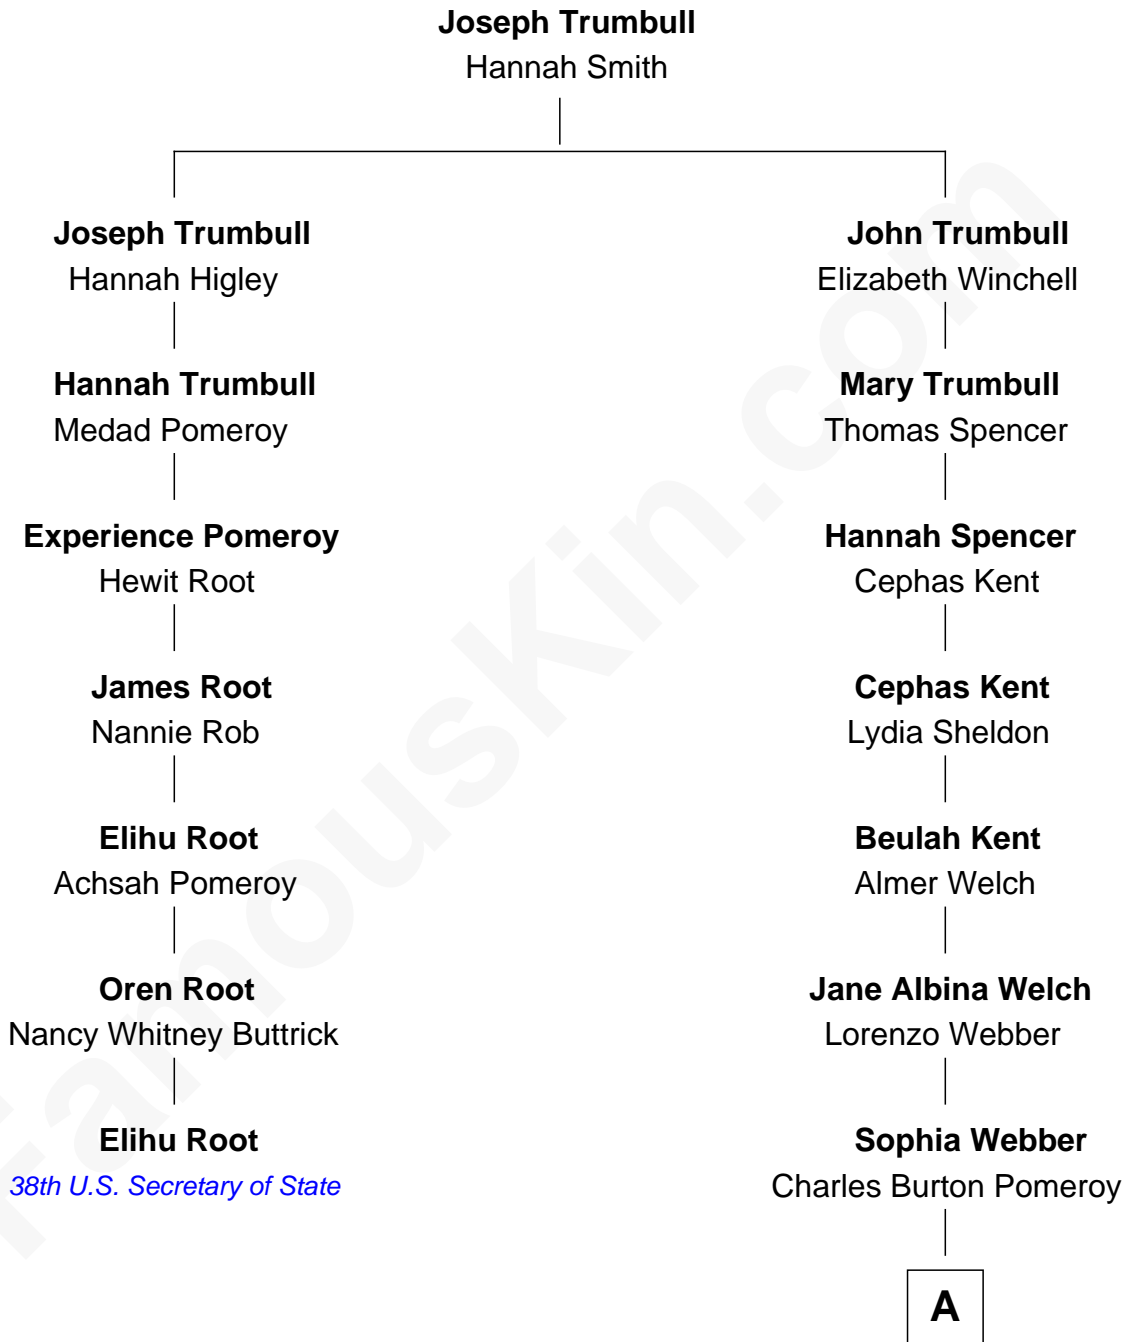 Joseph Trumbull
Hannah Smith
Joseph Trumbull
Hannah Higley
Hannah Trumbull
Medad Pomeroy
Experience Pomeroy
Hewit Root
James Root
Nannie Rob
Elihu Root
Achsah Pomeroy
Oren Root
Nancy Whitney Buttrick
Elihu Root
38th U.S. Secretary of State
John Trumbull
Elizabeth Winchell
Mary Trumbull
Thomas Spencer
Hannah Spencer
Cephas Kent
Cephas Kent
Lydia Sheldon
Beulah Kent
Almer Welch
Jane Albina Welch
Lorenzo Webber
Sophia Webber
Charles Burton Pomeroy
A
FamousKin.com